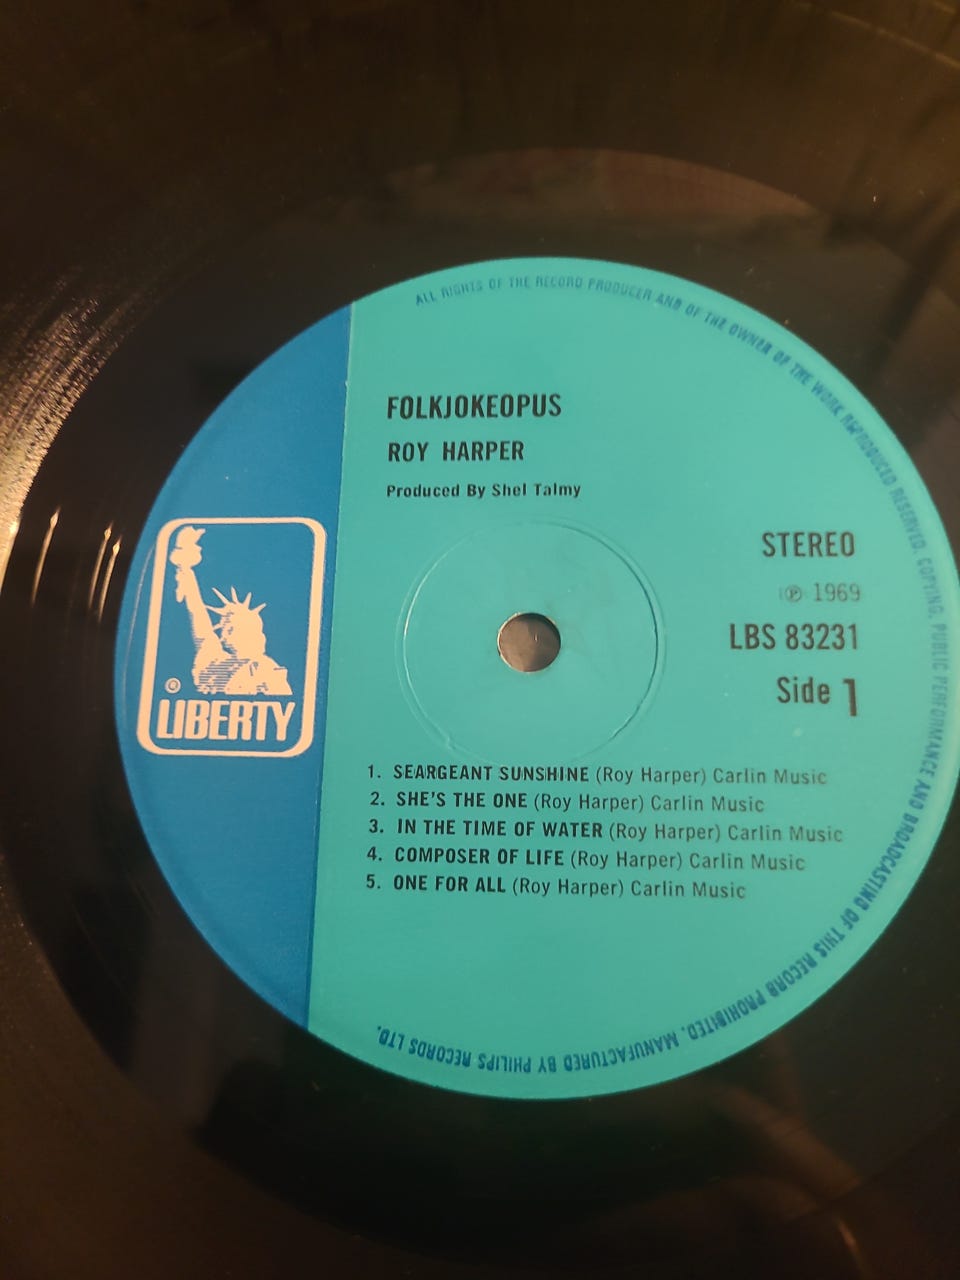 ALL RIGHTS OF THE RECORD PRODUCER AND OF THE OWNER OF THE WORK REPRODUCED RESERVED. COPYING, PUBLIC PERFORMANCE AND BROADCASTING OF THIS RECORD PROHIBITED. MANUFACTURED BY PHILIPS RECORDS LTD.
FOLKJOKEOPUS
ROY HARPER
Produced By Shel Talmy
STEREO
℗ 1969
LBS 83231
Side 1
®
LIBERTY
1. SEARGEANT SUNSHINE (Roy Harper) Carlin Music
2. SHE'S THE ONE (Roy Harper) Carlin Music
3. IN THE TIME OF WATER (Roy Harper) Carlin Music
4. COMPOSER OF LIFE (Roy Harper) Carlin Music
5. ONE FOR ALL (Roy Harper) Carlin Music